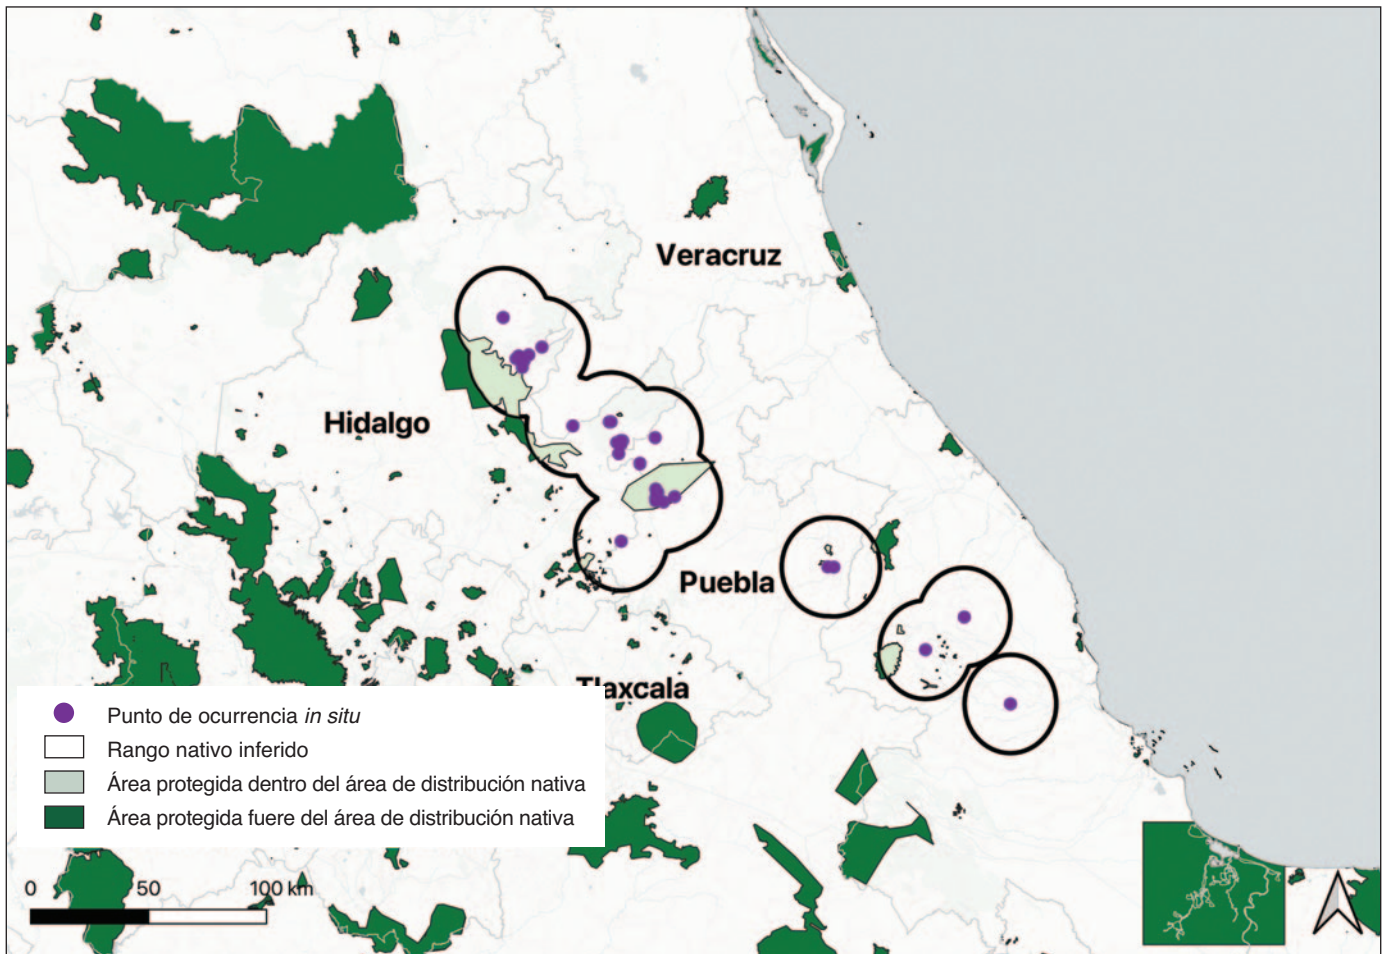 Veracruz
Hidalgo
Puebla
Tlaxcala
Punto de ocurrencia in situ
Rango nativo inferido
Área protegida dentro del área de distribución nativa
Área protegida fuere del área de distribución nativa
0 50 100 km